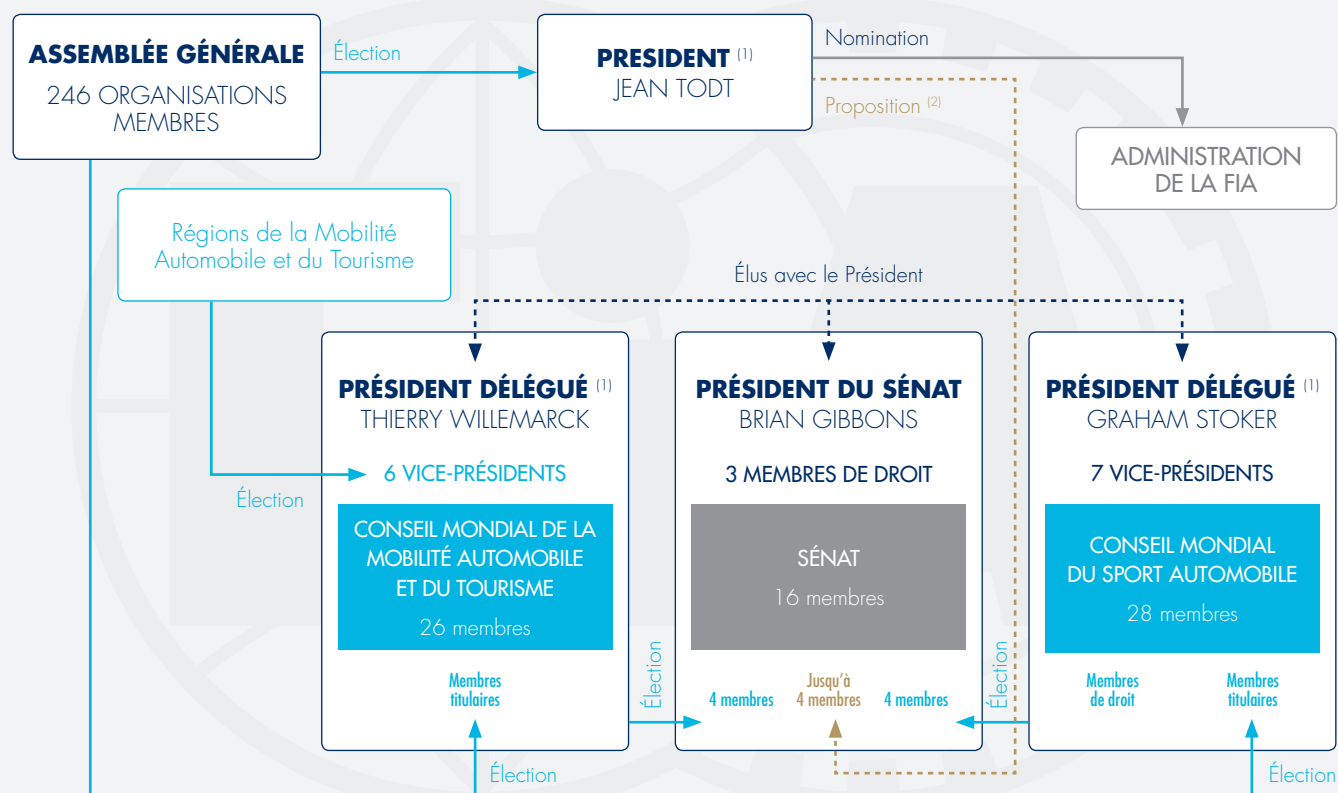 ASSEMBLÉE GÉNÉRALE
246 ORGANISATIONS
MEMBRES
Élection
PRESIDENT (1)
JEAN TODT
Nomination
Proposition (2)
ADMINISTRATION
DE LA FIA
Régions de la Mobilité
Automobile et du Tourisme
Élus avec le Président
PRÉSIDENT DÉLÉGUÉ (1)
THIERRY WILLEMARCK
6 VICE-PRÉSIDENTS
Élection
CONSEIL MONDIAL DE LA
MOBILITÉ AUTOMOBILE
ET DU TOURISME
26 membres
Membres
titulaires
Élection
Élection
PRÉSIDENT DU SÉNAT
BRIAN GIBBONS
3 MEMBRES DE DROIT
SÉNAT
16 membres
4 membres
Jusqu'à
4 membres
4 membres
Élection
PRÉSIDENT DÉLÉGUÉ (1)
GRAHAM STOKER
7 VICE-PRÉSIDENTS
CONSEIL MONDIAL
DU SPORT AUTOMOBILE
28 membres
Membres
de droit
Membres
titulaires
Élection